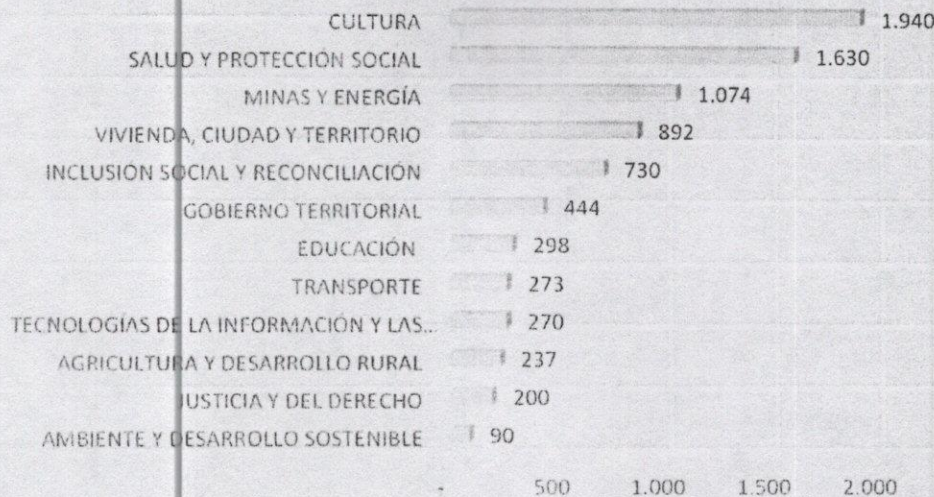 CULTURA 1.940
SALUD Y PROTECCIÓN SOCIAL 1.630
MINAS Y ENERGÍA 1.074
VIVIENDA, CIUDAD Y TERRITORIO 892
INCLUSIÓN SOCIAL Y RECONCILIACIÓN 730
GOBIERNO TERRITORIAL 444
EDUCACIÓN 298
TRANSPORTE 273
TECNOLOGÍAS DE LA INFORMACIÓN Y LAS... 270
AGRICULTURA Y DESARROLLO RURAL 237
JUSTICIA Y DEL DERECHO 200
AMBIENTE Y DESARROLLO SOSTENIBLE 90
- 500 1.000 1.500 2.000